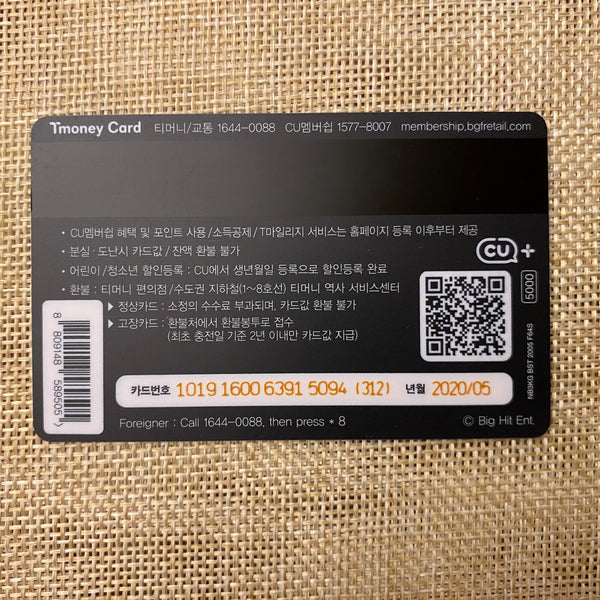 Tmoney Card 티머니/교통 1644-0088 CU멤버쉽 1577-8007 membership.bgfretail.com
• CU멤버쉽 혜택 및 포인트 사용/소득공제/T마일리지 서비스는 홈페이지 등록 이후부터 제공
• 분실·도난시 카드값/잔액 환불 불가
• 어린이/청소년 할인등록 : CU에서 생년월일 등록으로 할인등록 완료
• 환불 : 티머니 편의점/수도권 지하철(1~8호선) 티머니 역사 서비스센터
▶ 정상카드 : 소정의 수수료 부과되며, 카드값 환불 불가
▶ 고장카드 : 환불처에서 환불봉투로 접수
(최초 충전일 기준 2년 이내만 카드값 지급)
CU+
5000
NB3KG BST 2005 F64S
8 809148 589505 >
카드번호 1019 1600 6391 5094 (312) 년월 2020/05
Foreigner : Call 1644-0088, then press * 8
© Big Hit Ent.